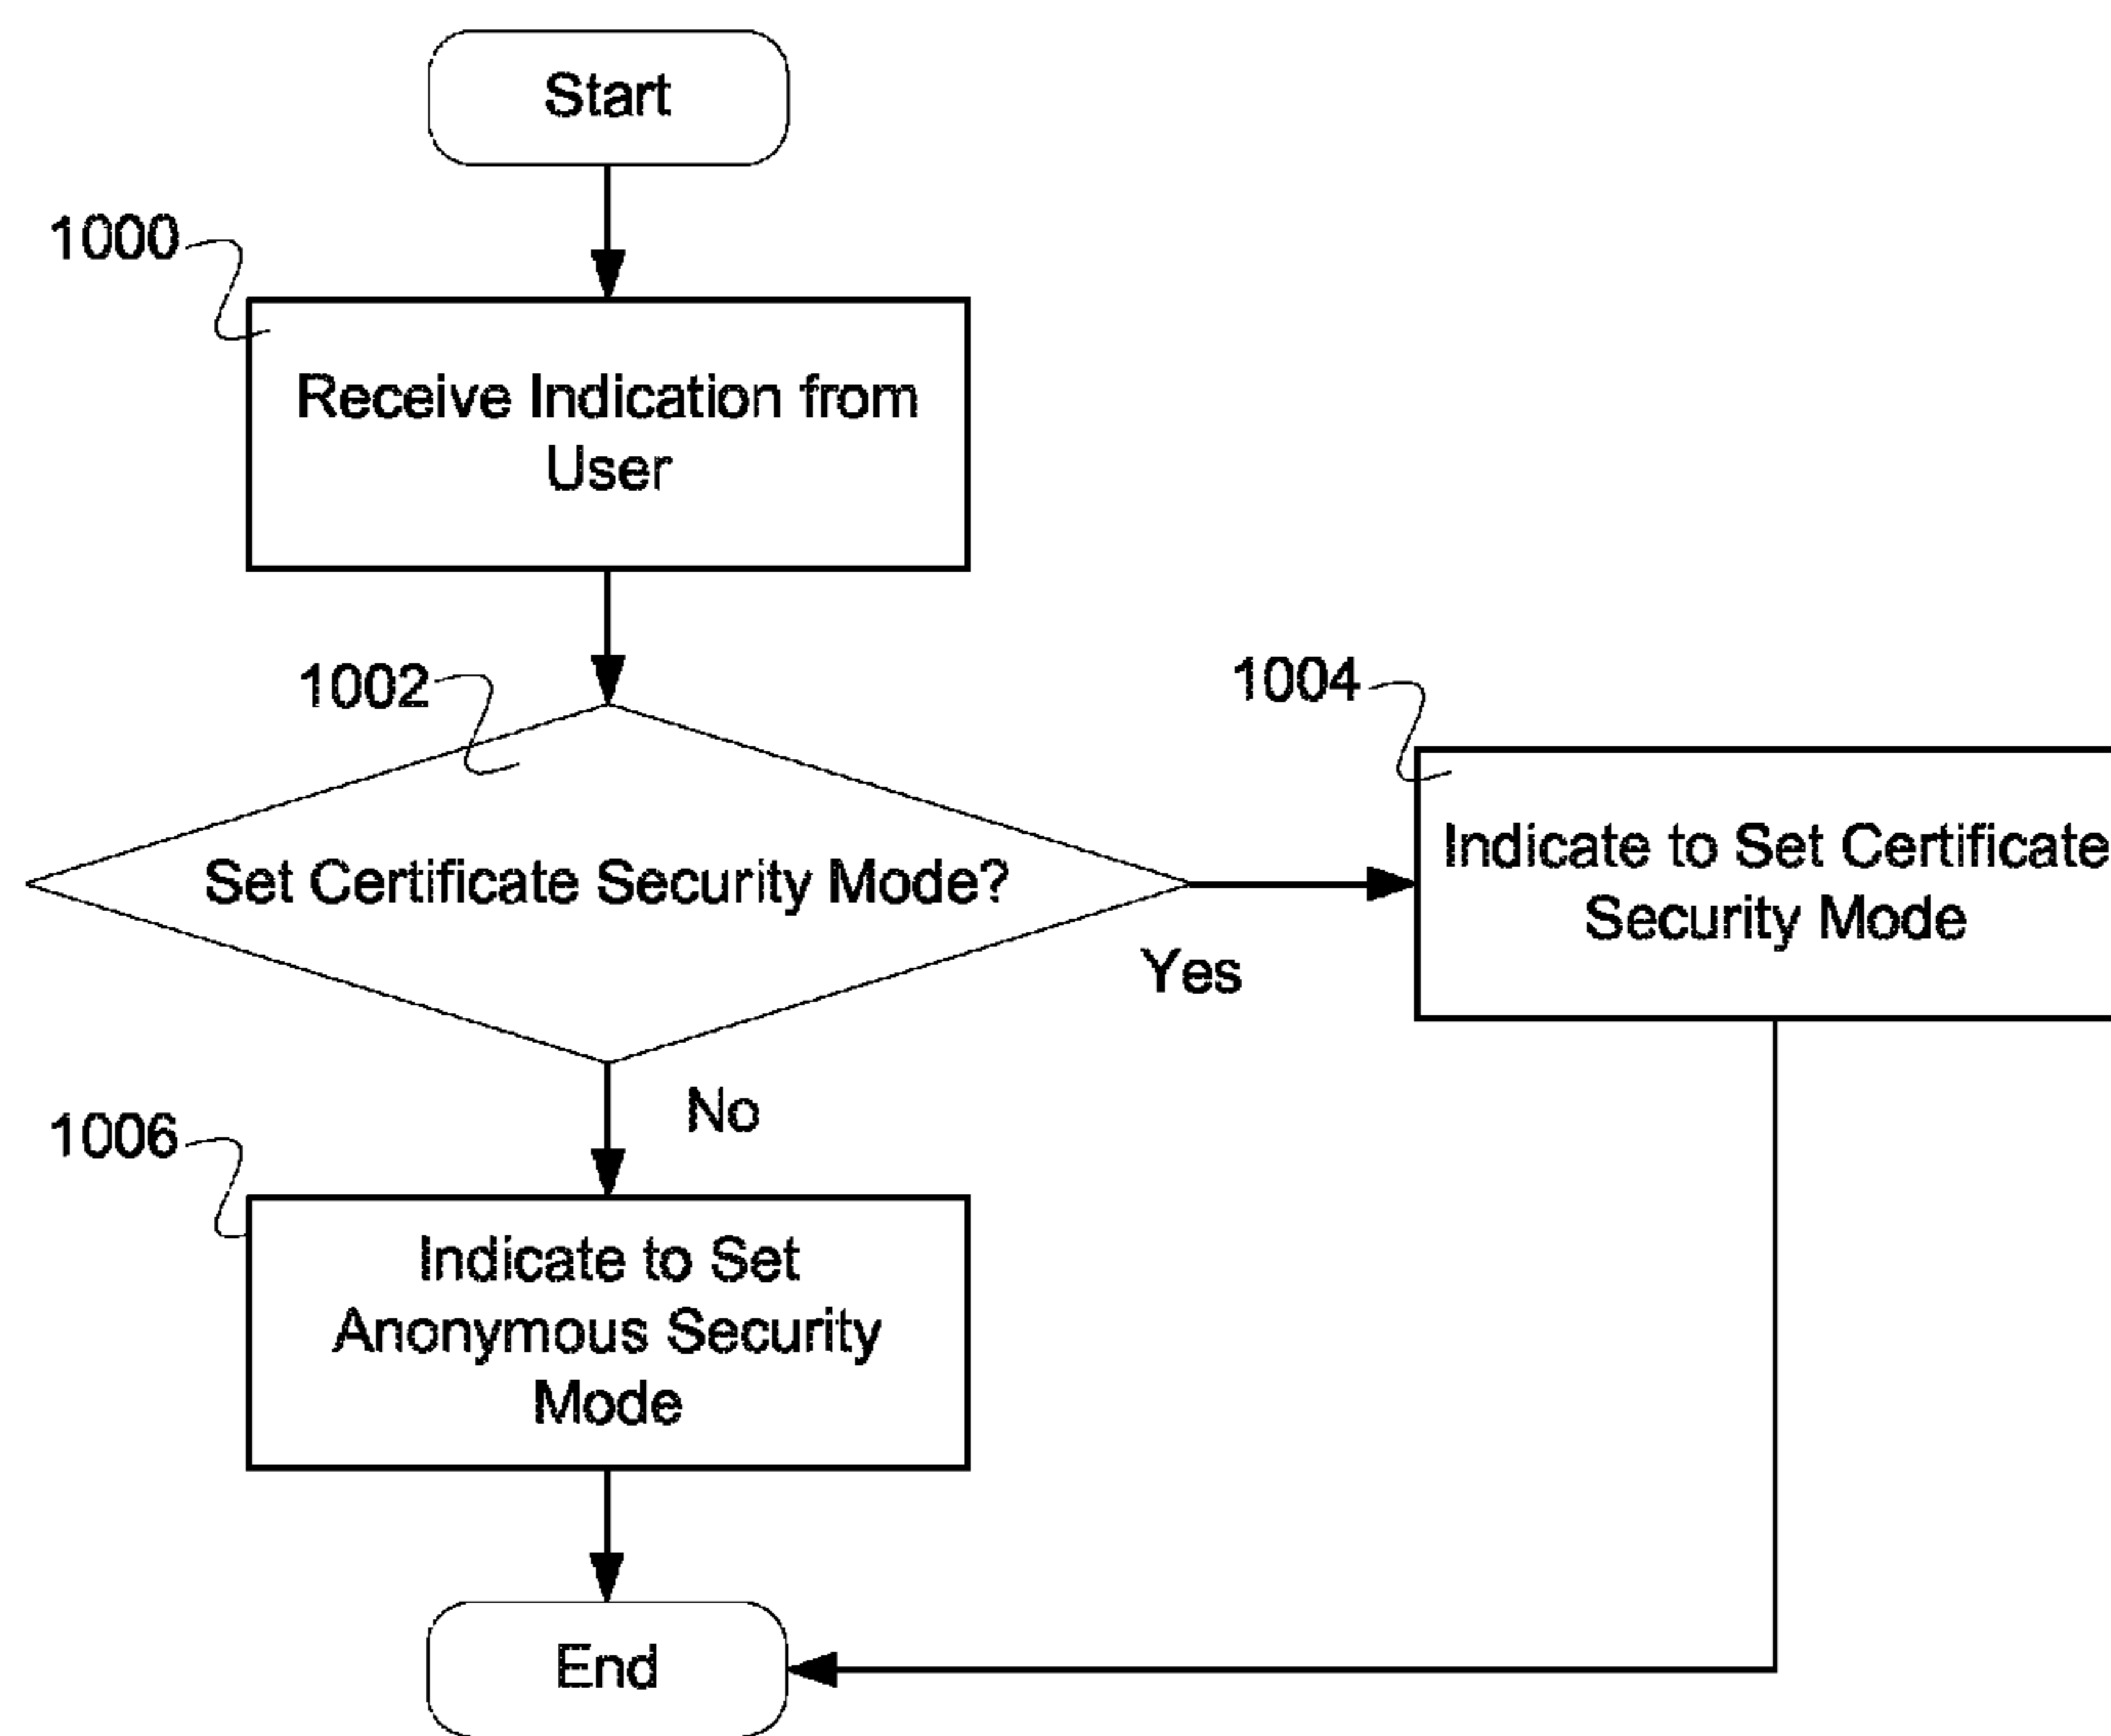 Start
1000
Receive Indication from
User
1002
Set Certificate Security Mode?
Yes
1004
Indicate to Set Certificate
Security Mode
No
1006
Indicate to Set
Anonymous Security
Mode
End